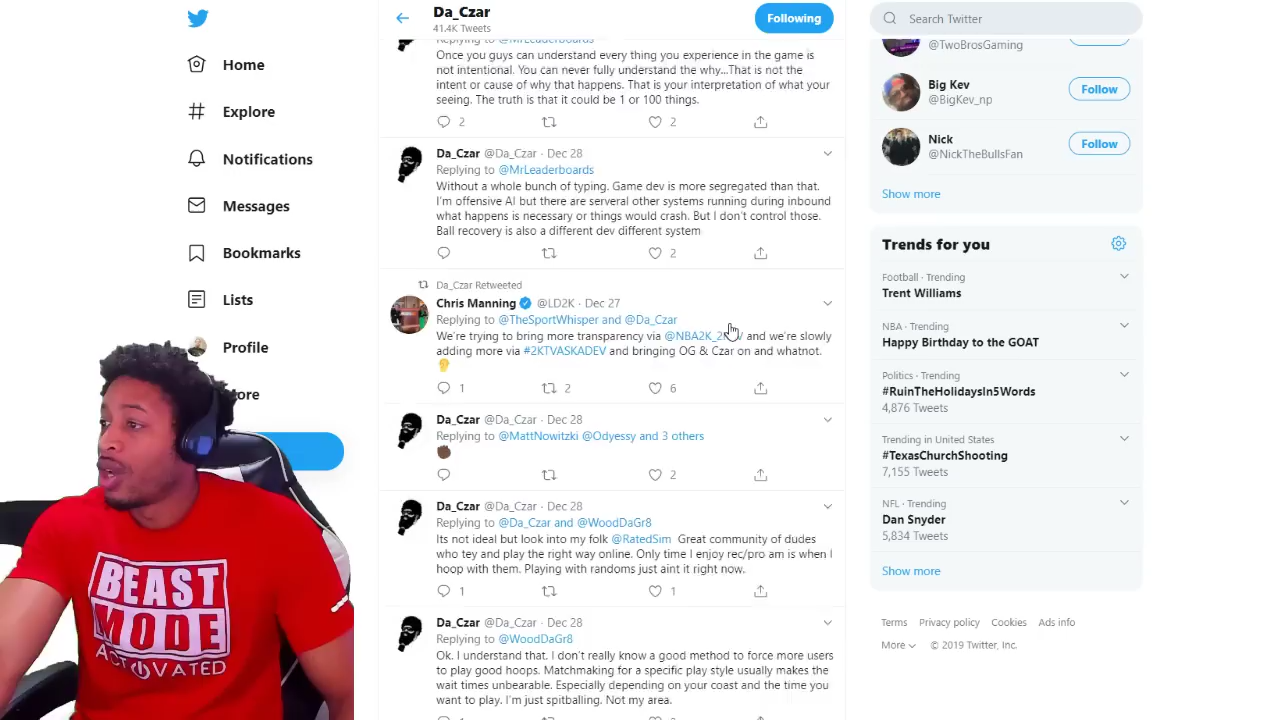 Home
Explore
Notifications
Messages
Bookmarks
Lists
Profile
ore
BEAST
MODE
ACTIVATED
Da_Czar
41.4K Tweets
Following
Replying to @MrLeaderboards
Once you guys can understand every thing you experience in the game is
not intentional. You can never fully understand the why...That is not the
intent or cause of why that happens. That is your interpretation of what your
seeing. The truth is that it could be 1 or 100 things.
2 2
Da_Czar @Da_Czar · Dec 28
Replying to @MrLeaderboards
Without a whole bunch of typing. Game dev is more segregated than that.
I'm offensive AI but there are serveral other systems running during inbound
what happens is necessary or things would crash. But I don't control those.
Ball recovery is also a different dev different system
2
Da_Czar Retweeted
Chris Manning @LD2K · Dec 27
Replying to @TheSportWhisper and @Da_Czar
We're trying to bring more transparency via @NBA2K_2 and we're slowly
adding more via #2KTVASKADEV and bringing OG & Czar on and whatnot.
1 2 6
Da_Czar @Da_Czar · Dec 28
Replying to @MattNowitzki @Odyessy and 3 others
2
Da_Czar @Da_Czar · Dec 28
Replying to @Da_Czar and @WoodDaGr8
Its not ideal but look into my folk @RatedSim Great community of dudes
who tey and play the right way online. Only time I enjoy rec/pro am is when I
hoop with them. Playing with randoms just aint it right now.
1 1
Da_Czar @Da_Czar · Dec 28
Replying to @WoodDaGr8
Ok. I understand that. I don't really know a good method to force more users
to play good hoops. Matchmaking for a specific play style usually makes the
wait times unbearable. Especially depending on your coast and the time you
want to play. I'm just spitballing. Not my area.
Search Twitter
@TwoBrosGaming
Big Kev
@BigKev_np
Follow
Nick
@NickTheBullsFan
Follow
Show more
Trends for you
Football · Trending
Trent Williams
NBA · Trending
Happy Birthday to the GOAT
Politics · Trending
#RuinTheHolidaysIn5Words
4,876 Tweets
Trending in United States
#TexasChurchShooting
7,155 Tweets
NFL · Trending
Dan Snyder
5,834 Tweets
Show more
Terms Privacy policy Cookies Ads info
More © 2019 Twitter, Inc.